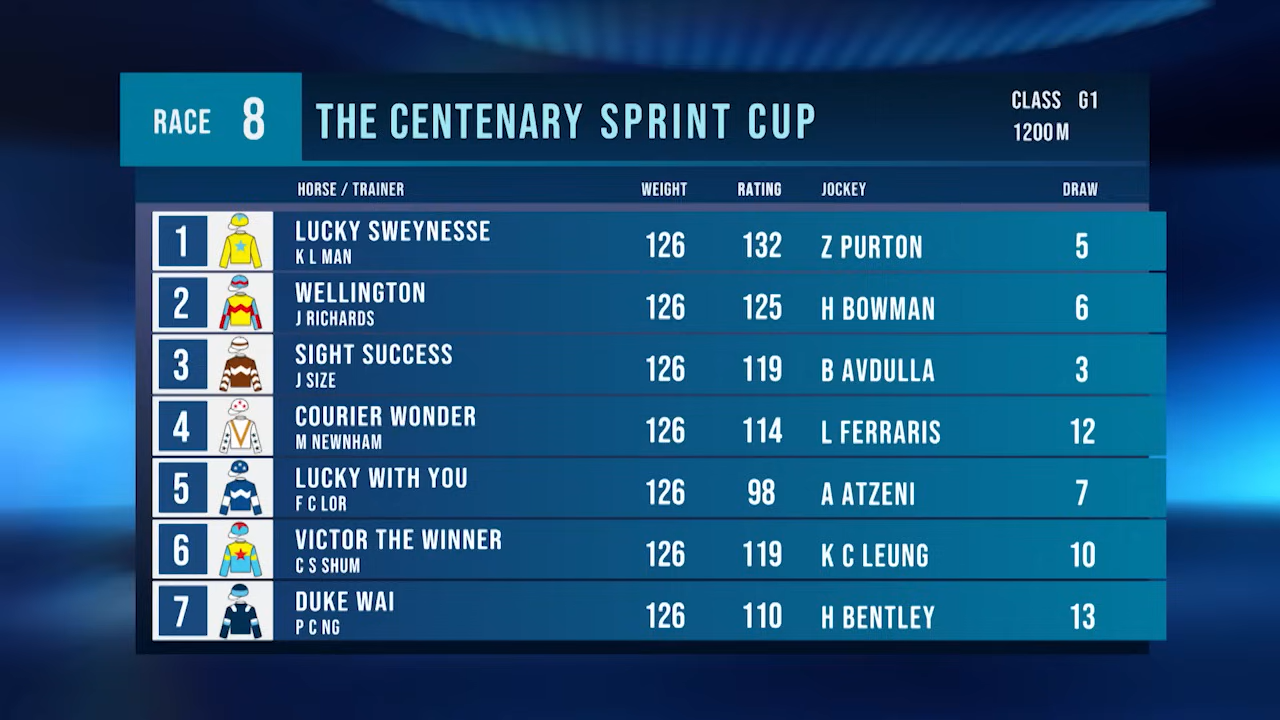 RACE 8 THE CENTENARY SPRINT CUP
CLASS G1
1200M
HORSE / TRAINER WEIGHT RATING JOCKEY DRAW
1 LUCKY SWEYNESSE 126 132 Z PURTON 5
K L MAN
2 WELLINGTON 126 125 H BOWMAN 6
J RICHARDS
3 SIGHT SUCCESS 126 119 B AVDULLA 3
J SIZE
4 COURIER WONDER 126 114 L FERRARIS 12
M NEWNHAM
5 LUCKY WITH YOU 126 98 A ATZENI 7
F C LOR
6 VICTOR THE WINNER 126 119 K C LEUNG 10
C S SHUM
7 DUKE WAI 126 110 H BENTLEY 13
P C NG